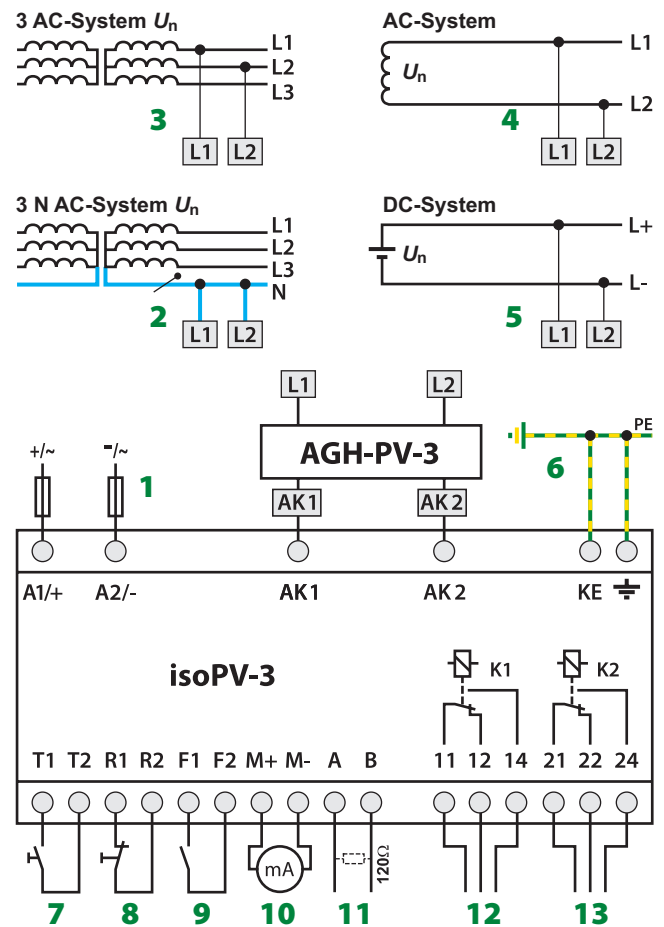 3 AC-System Un
AC-System
L1
L2
L3
3
L1 L2
Un
L1
L2
4
L1 L2
3 N AC-System Un
DC-System
L1
L2
L3
N
2
L1 L2
Un
L+
L-
5
L1 L2
L1 L2
AGH-PV-3
AK1 AK2
+/~ -/~
1
PE
6
A1/+ A2/- AK1 AK2 KE
isoPV-3
K1 K2
T1 T2 R1 R2 F1 F2 M+ M- A B 11 12 14 21 22 24
mA
120Ω
7 8 9 10 11 12 13